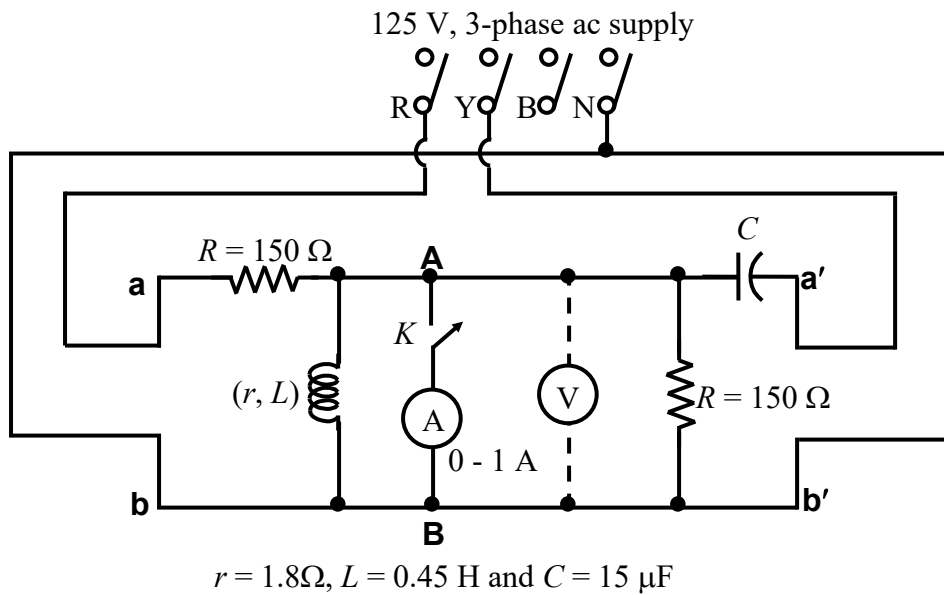 125 V, 3-phase ac supply
R Y B N
R = 150 Ω
A
C
a
a′
K
(r, L)
A
V
R = 150 Ω
0 - 1 A
b
b′
B
r = 1.8Ω, L = 0.45 H and C = 15 μF